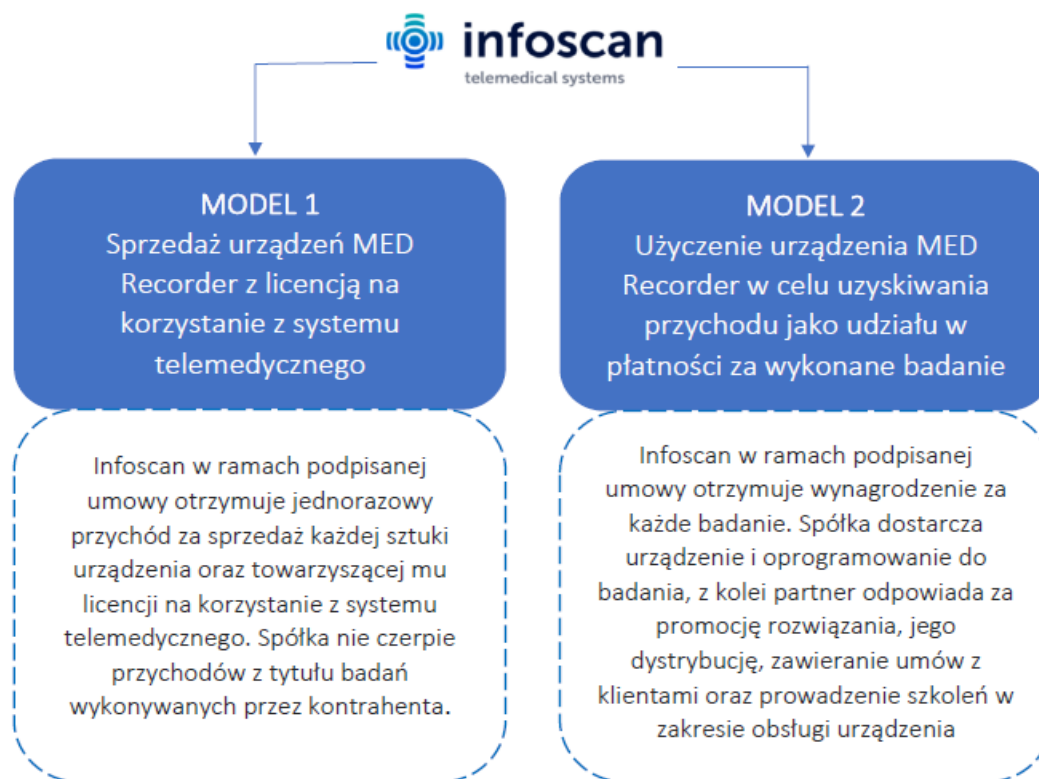 infoscan
telemedical systems
MODEL 1
Sprzedaż urządzeń MED
Recorder z licencją na
korzystanie z systemu
telemedycznego
Infoscan w ramach podpisanej
umowy otrzymuje jednorazowy
przychód za sprzedaż każdej sztuki
urządzenia oraz towarzyszącej mu
licencji na korzystanie z systemu
telemedycznego. Spółka nie czerpie
przychodów z tytułu badań
wykonywanych przez kontrahenta.
MODEL 2
Użyczenie urządzenia MED
Recorder w celu uzyskiwania
przychodu jako udziału w
płatności za wykonane badanie
Infoscan w ramach podpisanej
umowy otrzymuje wynagrodzenie za
każde badanie. Spółka dostarcza
urządzenie i oprogramowanie do
badania, z kolei partner odpowiada za
promocję rozwiązania, jego
dystrybucję, zawieranie umów z
klientami oraz prowadzenie szkoleń w
zakresie obsługi urządzenia